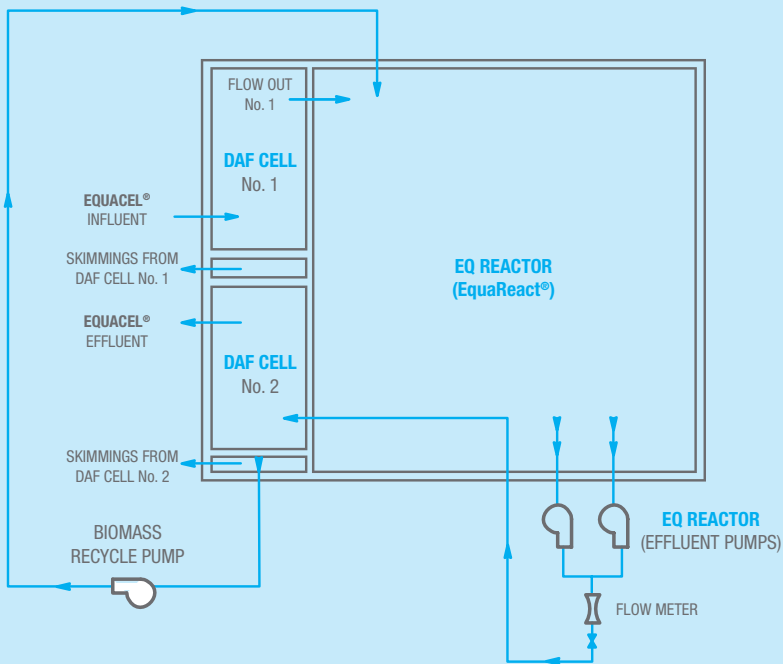 FLOW OUT
No. 1
DAF CELL
No. 1
EQUACEL®
INFLUENT
SKIMMINGS FROM
DAF CELL No. 1
EQUACEL®
EFFLUENT
DAF CELL
No. 2
EQ REACTOR
(EquaReact®)
SKIMMINGS FROM
DAF CELL No. 2
BIOMASS
RECYCLE PUMP
EQ REACTOR
(EFFLUENT PUMPS)
FLOW METER